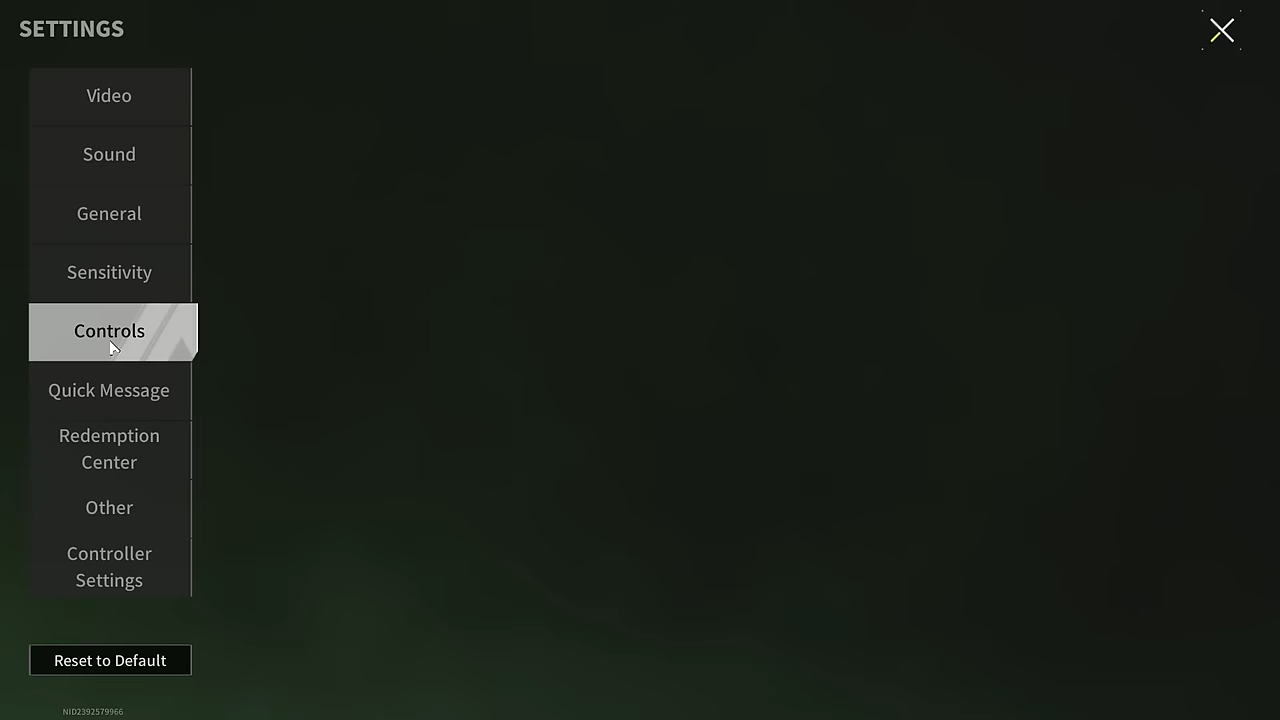 SETTINGS
Video
Sound
General
Sensitivity
Controls
Quick Message
Redemption
Center
Other
Controller
Settings
Reset to Default
NID2392579966